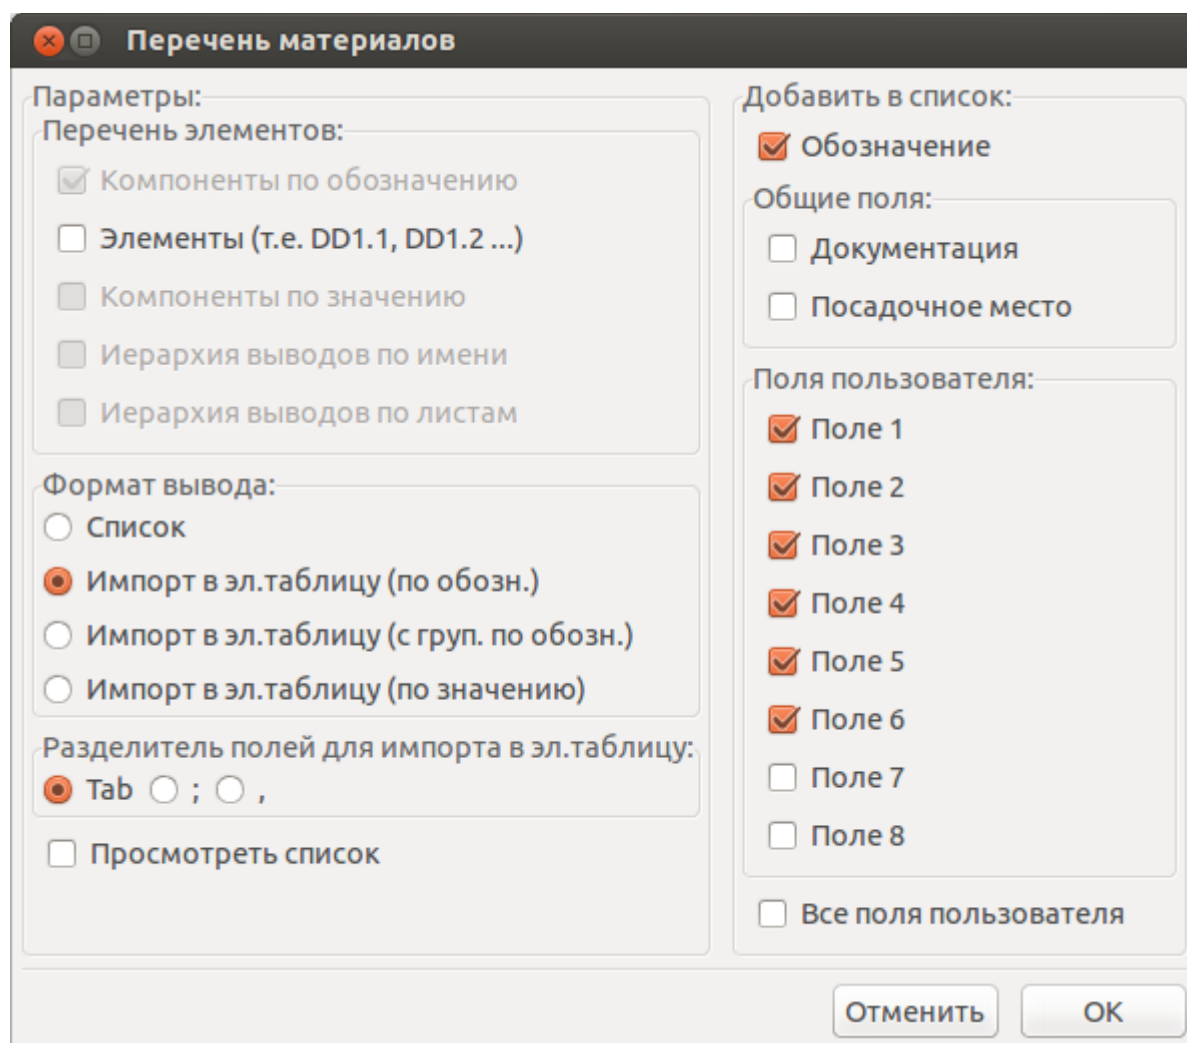 Перечень материалов
Параметры:
Перечень элементов:
Компоненты по обозначению
Элементы (т.е. DD1.1, DD1.2 ...)
Компоненты по значению
Иерархия выводов по имени
Иерархия выводов по листам
Формат вывода:
Список
Импорт в эл.таблицу (по обозн.)
Импорт в эл.таблицу (с груп. по обозн.)
Импорт в эл.таблицу (по значению)
Разделитель полей для импорта в эл.таблицу:
Tab ; ,
Просмотреть список
Добавить в список:
Обозначение
Общие поля:
Документация
Посадочное место
Поля пользователя:
Поле 1
Поле 2
Поле 3
Поле 4
Поле 5
Поле 6
Поле 7
Поле 8
Все поля пользователя
Отменить
OK